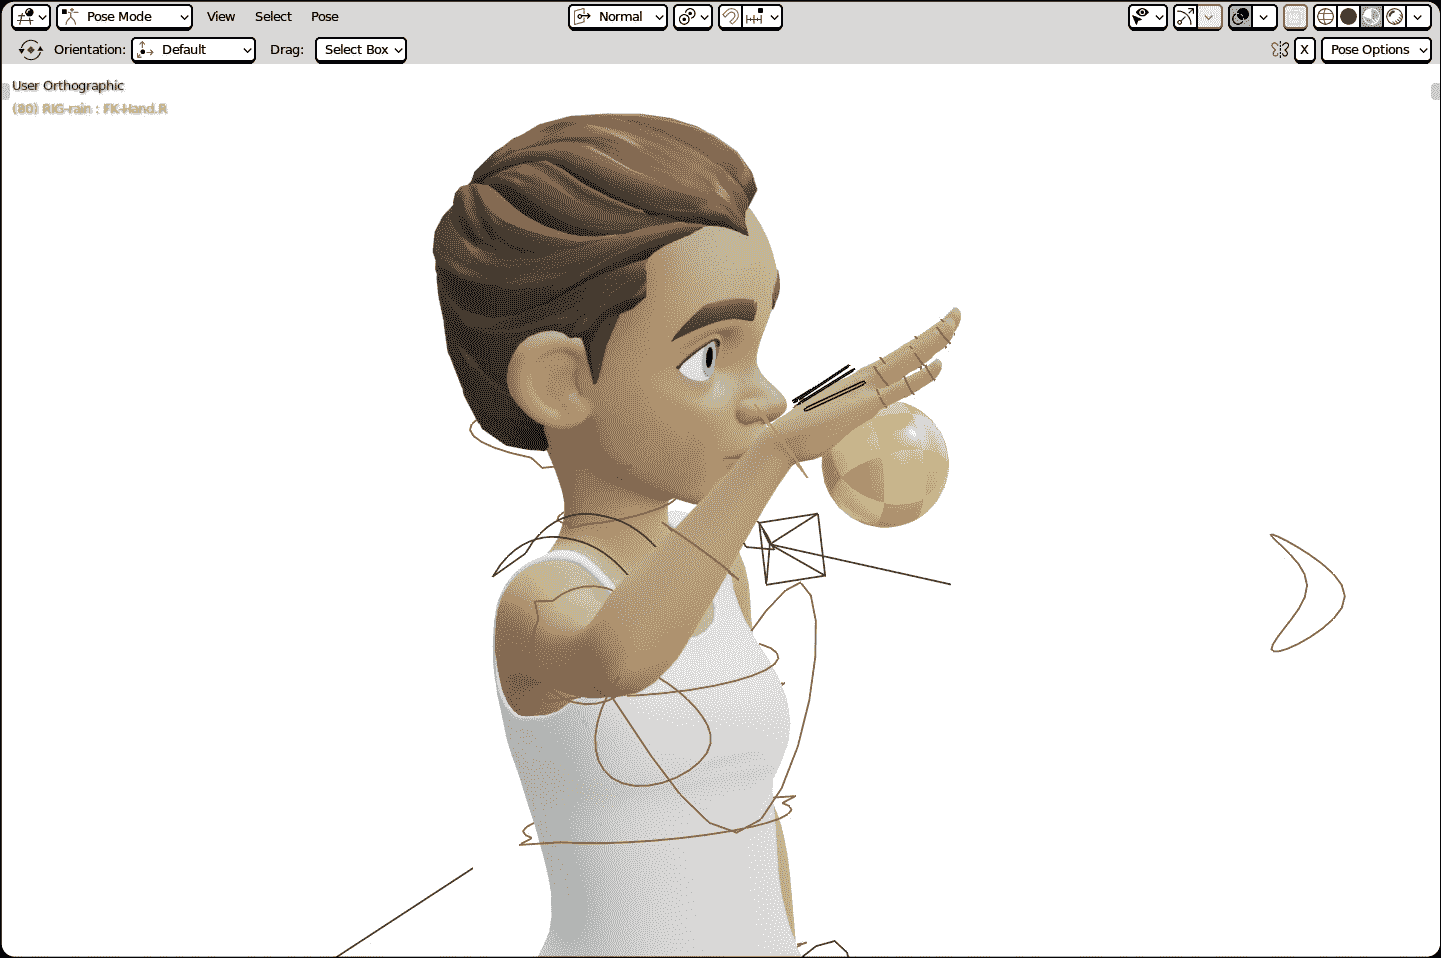 Pose Mode View Select Pose Normal
Orientation: Default Drag: Select Box X Pose Options
User Orthographic
(80) RIG-rain : FK-Hand.R